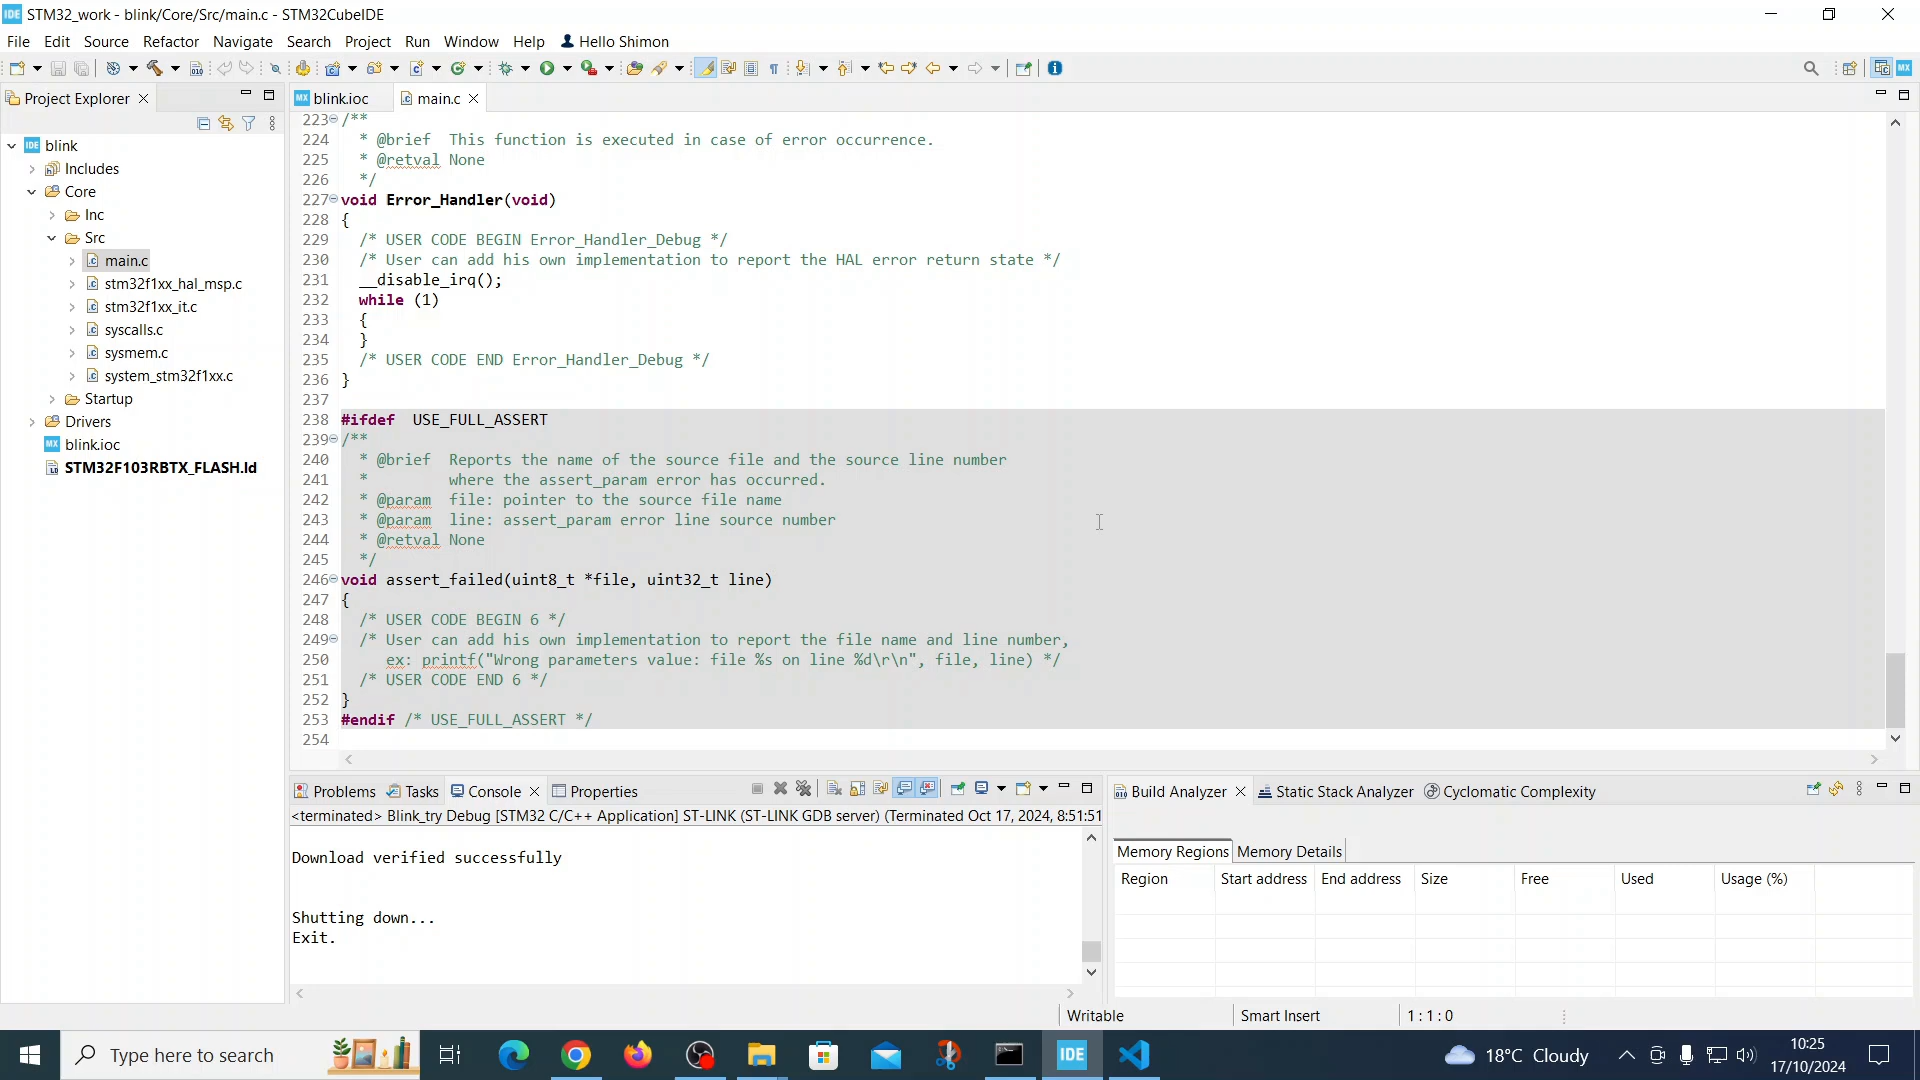 IDE STM32_work - blink/Core/Src/main.c - STM32CubeIDE
File Edit Source Refactor Navigate Search Project Run Window Help Hello Shimon
Project Explorer
blink
Includes
Core
Inc
Src
main.c
stm32f1xx_hal_msp.c
stm32f1xx_it.c
syscalls.c
sysmem.c
system_stm32f1xx.c
Startup
Drivers
MX blink.ioc
STM32F103RBTX_FLASH.ld
MX blink.ioc main.c
223 /**
224 * @brief This function is executed in case of error occurrence.
225 * @retval None
226 */
227 void Error_Handler(void)
228 {
229 /* USER CODE BEGIN Error_Handler_Debug */
230 /* User can add his own implementation to report the HAL error return state */
231 __disable_irq();
232 while (1)
233 {
234 }
235 /* USER CODE END Error_Handler_Debug */
236 }
237
238 #ifdef USE_FULL_ASSERT
239 /**
240 * @brief Reports the name of the source file and the source line number
241 * where the assert_param error has occurred.
242 * @param file: pointer to the source file name
243 * @param line: assert_param error line source number
244 * @retval None
245 */
246 void assert_failed(uint8_t *file, uint32_t line)
247 {
248 /* USER CODE BEGIN 6 */
249 /* User can add his own implementation to report the file name and line number,
250 ex: printf("Wrong parameters value: file %s on line %d\r\n", file, line) */
251 /* USER CODE END 6 */
252 }
253 #endif /* USE_FULL_ASSERT */
254
Problems Tasks Console Properties
<terminated> Blink_try Debug [STM32 C/C++ Application] ST-LINK (ST-LINK GDB server) (Terminated Oct 17, 2024, 8:51:51
Download verified successfully
Shutting down...
Exit.
Build Analyzer Static Stack Analyzer Cyclomatic Complexity
Memory Regions Memory Details
Region Start address End address Size Free Used Usage (%)
Writable Smart Insert 1 : 1 : 0
Type here to search
IDE
18°C Cloudy
10:25
17/10/2024